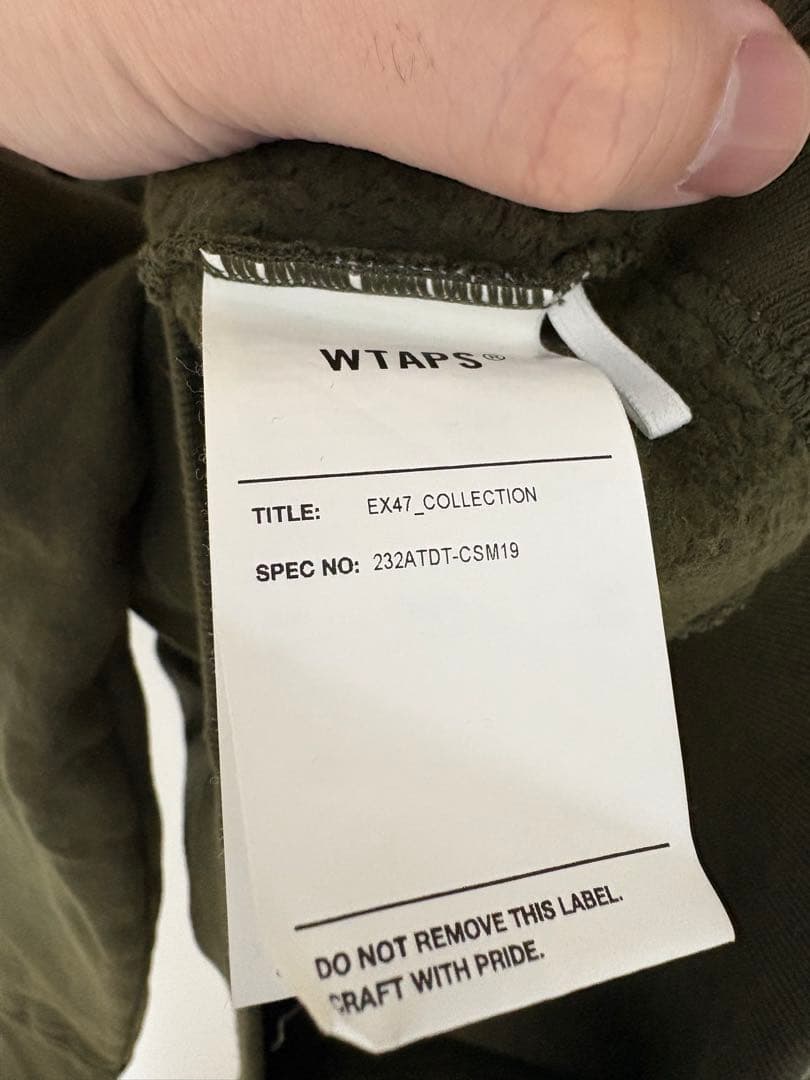 WTAPS®
TITLE: EX47_COLLECTION
SPEC NO: 232ATDT-CSM19
DO NOT REMOVE THIS LABEL.
CRAFT WITH PRIDE.